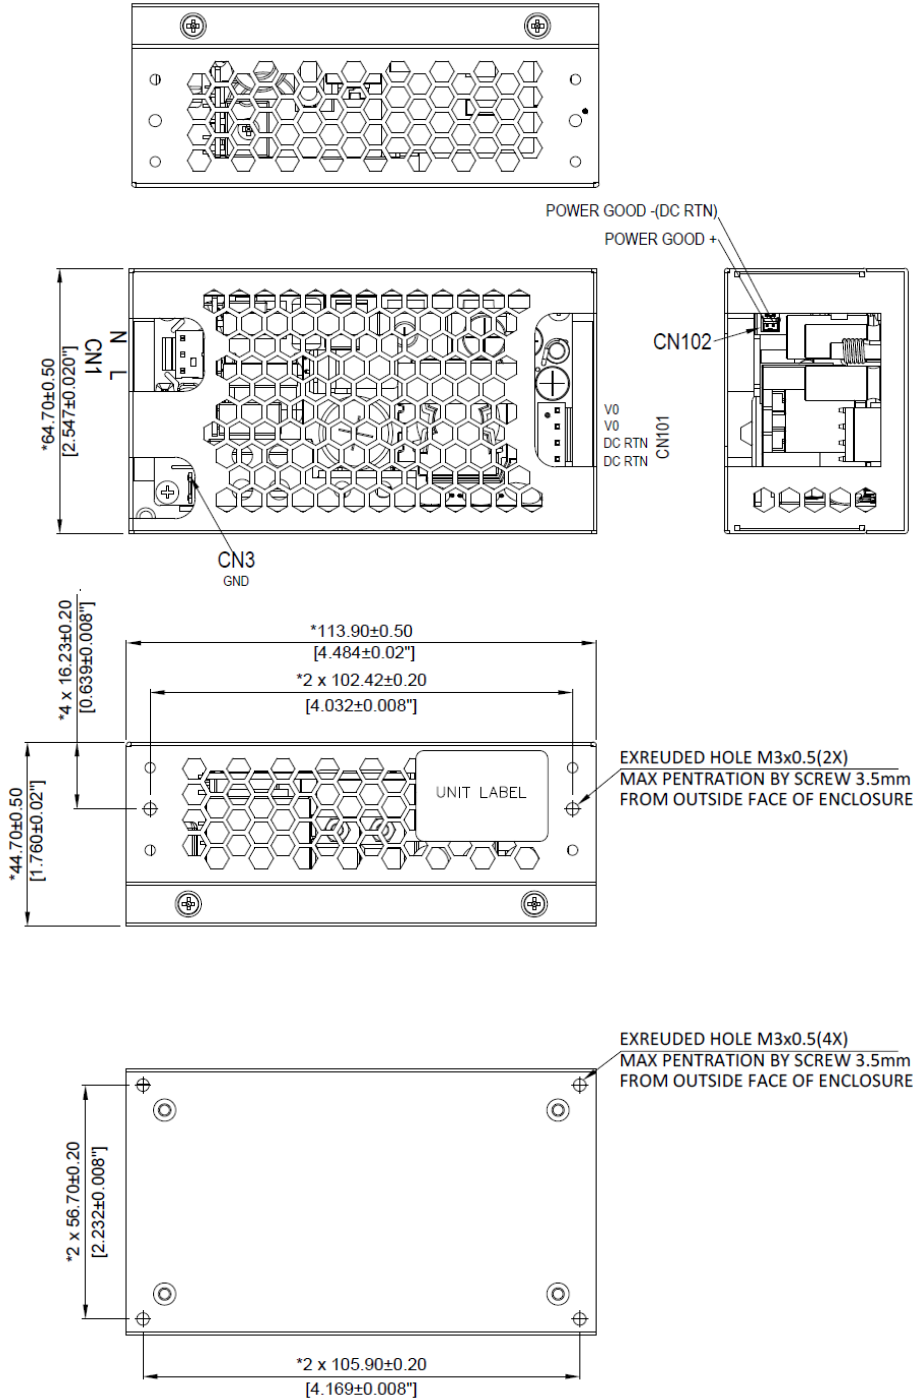 POWER GOOD -(DC RTN)
POWER GOOD +
CN102
*64.70±0.50
[2.547±0.020"]
N L
CN1
V0
V0
DC RTN
DC RTN
CN101
CN3
GND
*4 x 16.23±0.20
[0.639±0.008"]
*113.90±0.50
[4.484±0.02"]
*2 x 102.42±0.20
[4.032±0.008"]
*44.70±0.50
[1.760±0.02"]
UNIT LABEL
EXREUDED HOLE M3x0.5(2X)
MAX PENTRATION BY SCREW 3.5mm
FROM OUTSIDE FACE OF ENCLOSURE
EXREUDED HOLE M3x0.5(4X)
MAX PENTRATION BY SCREW 3.5mm
FROM OUTSIDE FACE OF ENCLOSURE
*2 x 56.70±0.20
[2.232±0.008"]
*2 x 105.90±0.20
[4.169±0.008"]